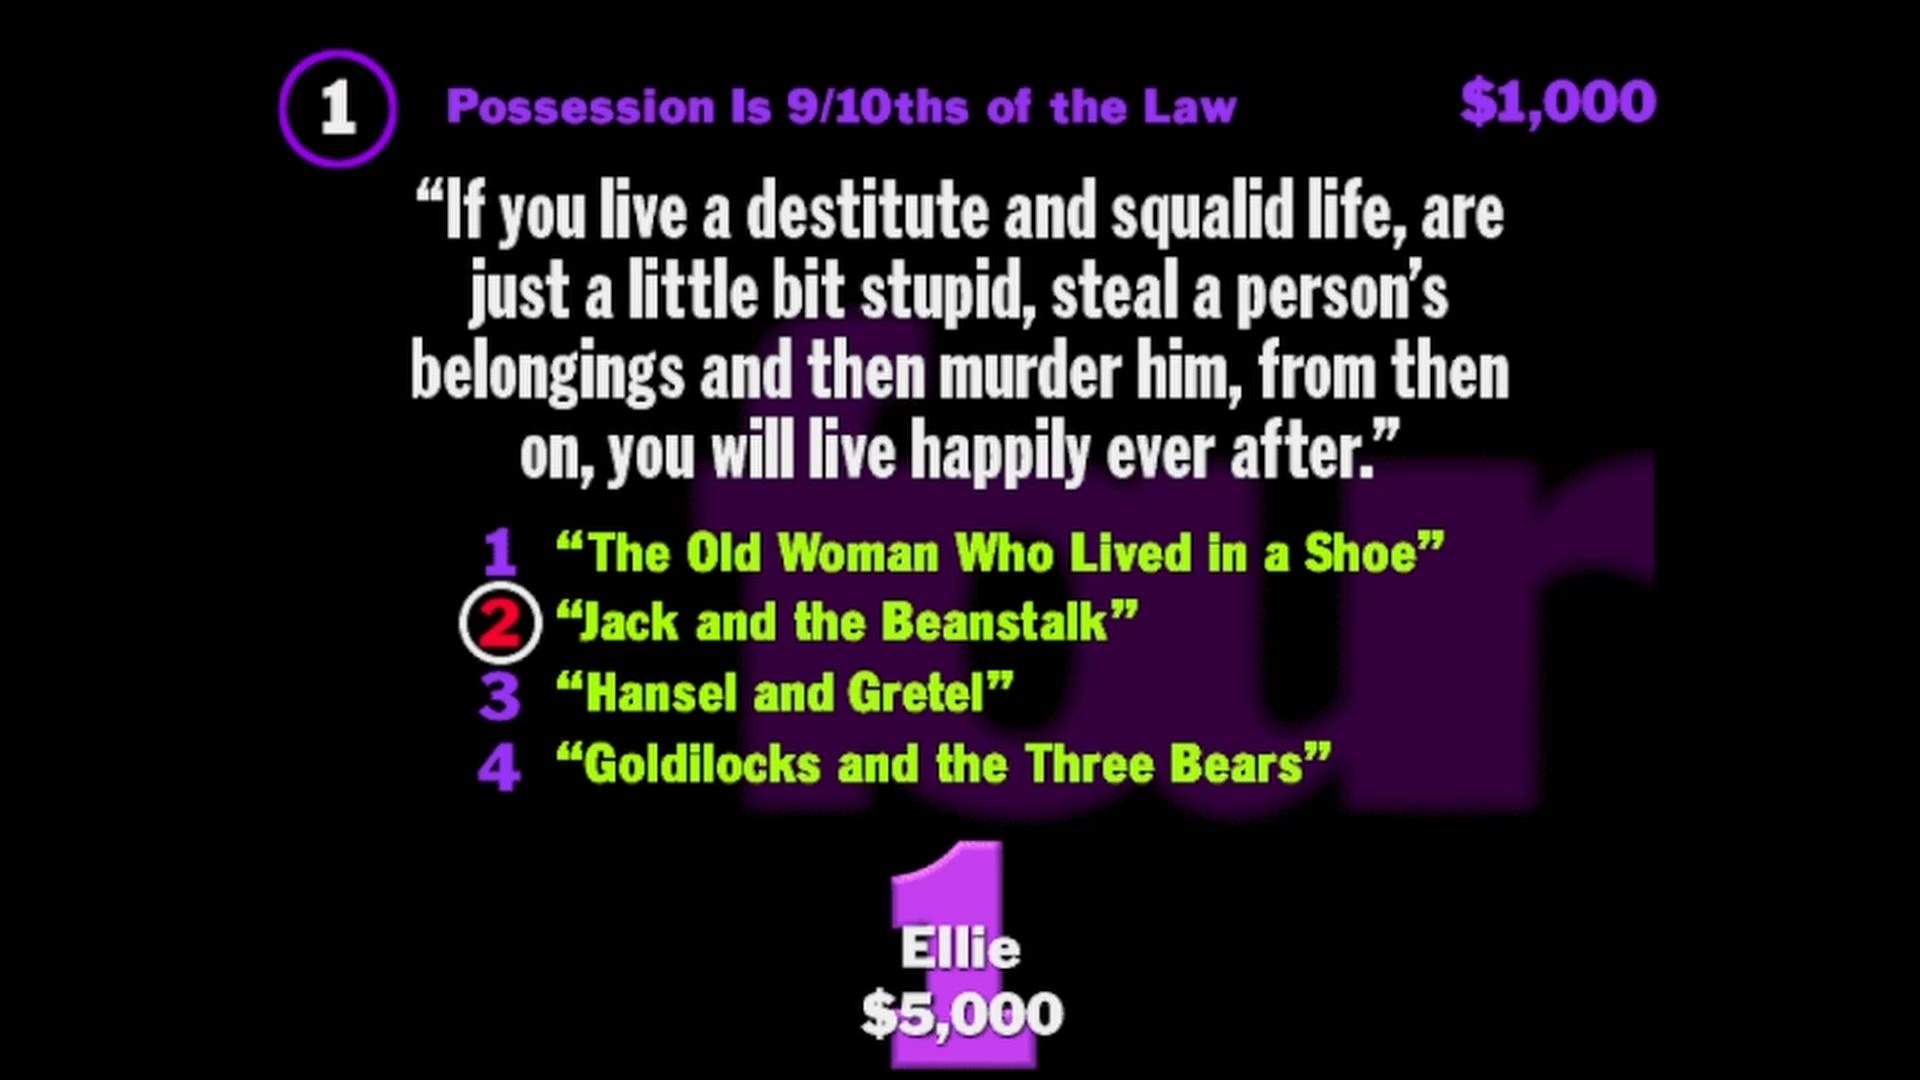 1 Possession Is 9/10ths of the Law $1,000
“If you live a destitute and squalid life, are
just a little bit stupid, steal a person’s
belongings and then murder him, from then
on, you will live happily ever after.”
1 “The Old Woman Who Lived in a Shoe”
2 “Jack and the Beanstalk”
3 “Hansel and Gretel”
4 “Goldilocks and the Three Bears”
1
Ellie
$5,000